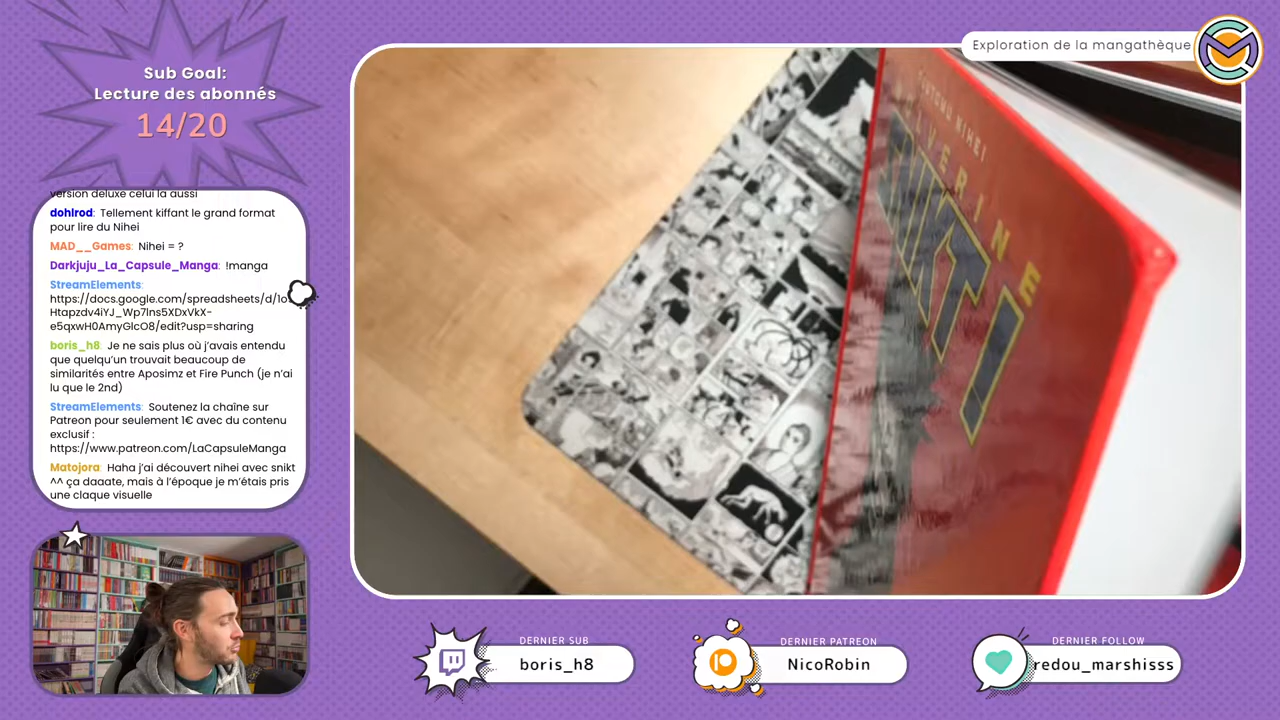 Sub Goal:
Lecture des abonnés
14/20
version deluxe celui la aussi
dohlrod: Tellement kiffant le grand format
pour lire du Nihei
MAD__Games: Nihei = ?
Darkjuju_La_Capsule_Manga: !manga
StreamElements:
https://docs.google.com/spreadsheets/d/1o
Htapzdv4iYJ_Wp7lns5XDxVkX-
e5qxwH0AmyGlcO8/edit?usp=sharing
boris_h8: Je ne sais plus où j'avais entendu
que quelqu'un trouvait beaucoup de
similarités entre Aposimz et Fire Punch (je n'ai
lu que le 2nd)
StreamElements: Soutenez la chaîne sur
Patreon pour seulement 1€ avec du contenu
exclusif :
https://www.patreon.com/LaCapsuleManga
Matojora: Haha j'ai découvert nihei avec snikt
^^ ça daaate, mais à l'époque je m'étais pris
une claque visuelle
Exploration de la mangathèque
NIHEI
SNIKT!
DERNIER SUB
boris_h8
DERNIER PATREON
NicoRobin
DERNIER FOLLOW
redou_marshisss